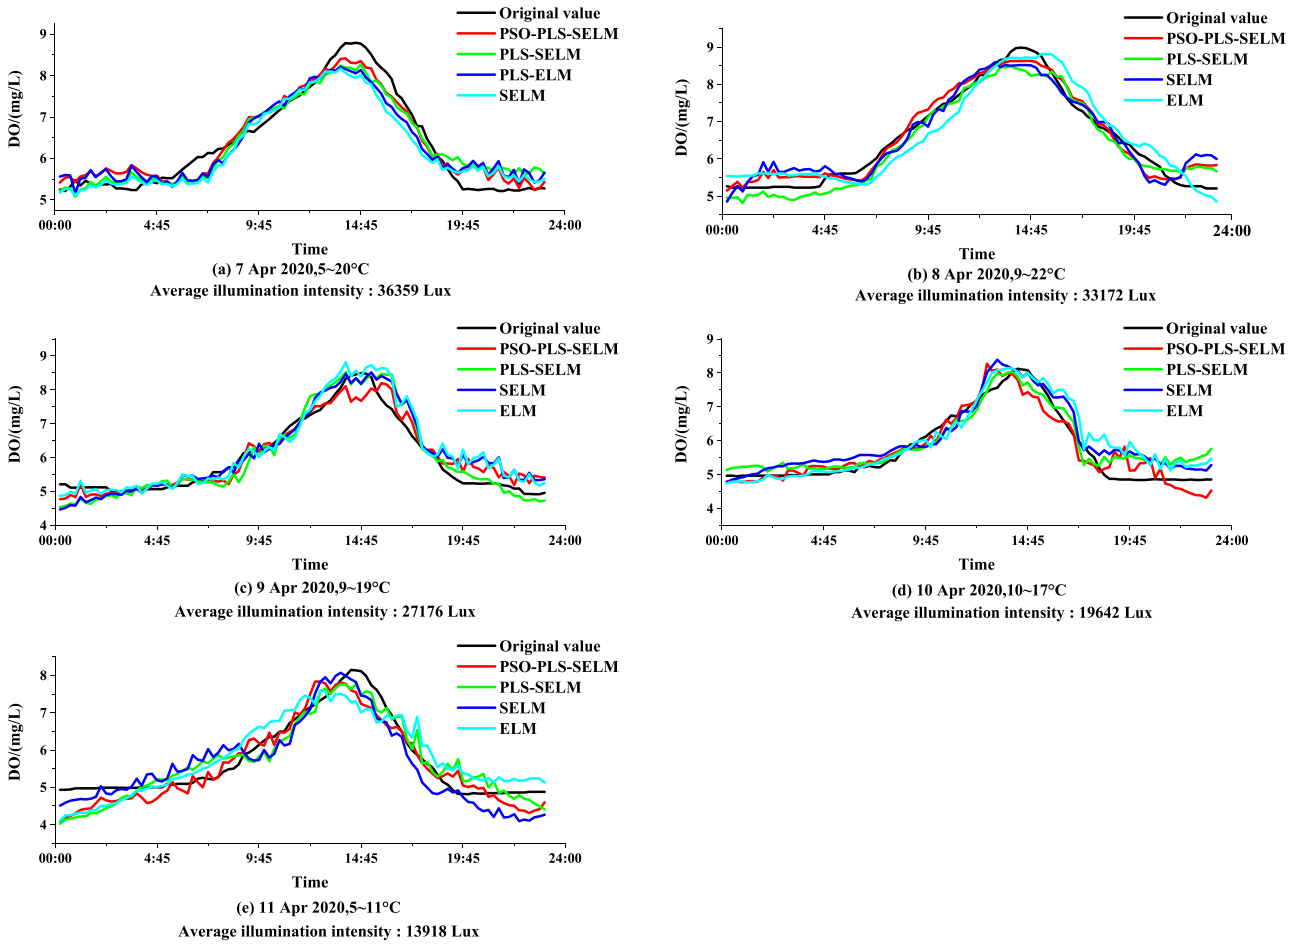 Original value
PSO-PLS-SELM
PLS-SELM
PLS-ELM
SELM
DO/(mg/L)
9
8
7
6
5
00:00 4:45 9:45 14:45 19:45 24:00
Time
(a) 7 Apr 2020,5~20°C
Average illumination intensity : 36359 Lux
Original value
PSO-PLS-SELM
PLS-SELM
SELM
ELM
DO/(mg/L)
9
8
7
6
5
00:00 4:45 9:45 14:45 19:45 24:00
Time
(b) 8 Apr 2020,9~22°C
Average illumination intensity : 33172 Lux
Original value
PSO-PLS-SELM
PLS-SELM
SELM
ELM
DO/(mg/L)
9
8
7
6
5
4
00:00 4:45 9:45 14:45 19:45 24:00
Time
(c) 9 Apr 2020,9~19°C
Average illumination intensity : 27176 Lux
Original value
PSO-PLS-SELM
PLS-SELM
SELM
ELM
DO/(mg/L)
9
8
7
6
5
4
00:00 4:45 9:45 14:45 19:45 24:00
Time
(d) 10 Apr 2020,10~17°C
Average illumination intensity : 19642 Lux
Original value
PSO-PLS-SELM
PLS-SELM
SELM
ELM
DO/(mg/L)
8
7
6
5
4
00:00 4:45 9:45 14:45 19:45 24:00
Time
(e) 11 Apr 2020,5~11°C
Average illumination intensity : 13918 Lux